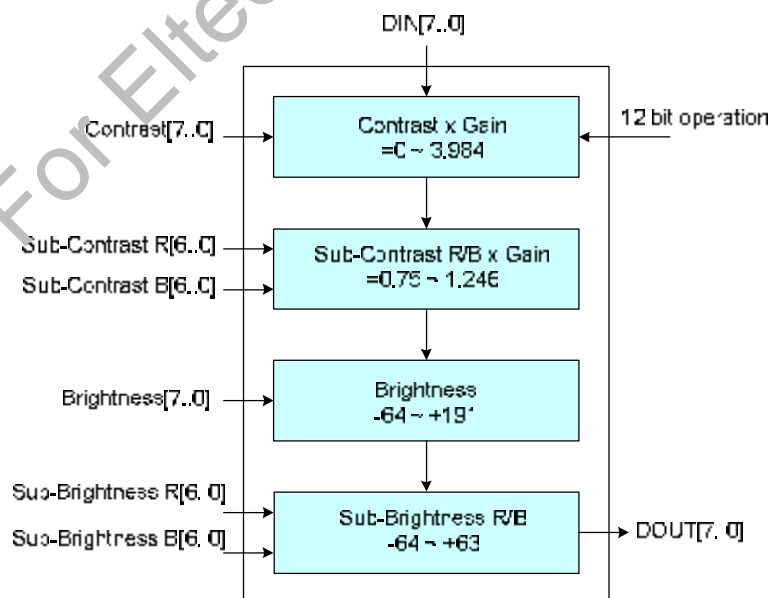 For Eltec
DIN[7..0]
Contrast[7..0]
Contrast x Gain
=0 ~ 3.984
12 bit operation
Sub-Contrast R[6..0]
Sub-Contrast B[6..0]
Sub-Contrast R/B x Gain
=0.75 ~ 1.246
Brightness[7..0]
Brightness
-64 ~ +191
Sub-Brightness R[6..0]
Sub-Brightness B[6..0]
Sub-Brightness R/B
-64 ~ +63
DOUT[7..0]